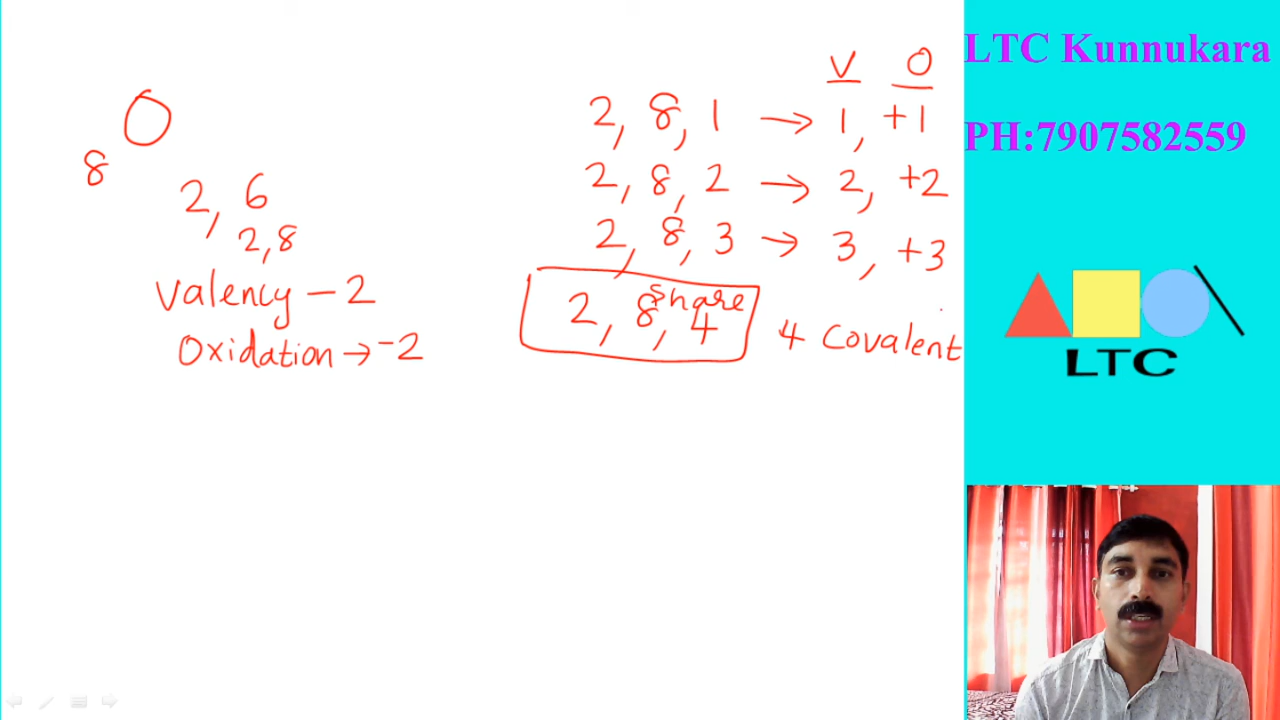 O
8
2, 6
2,8
Valency - 2
Oxidation → -2
V O
2, 8, 1 → 1, +1
2, 8, 2 → 2, +2
2, 8, 3 → 3, +3
share
2, 8, 4 4 Covalent
LTC Kunnukara
PH:7907582559
LTC